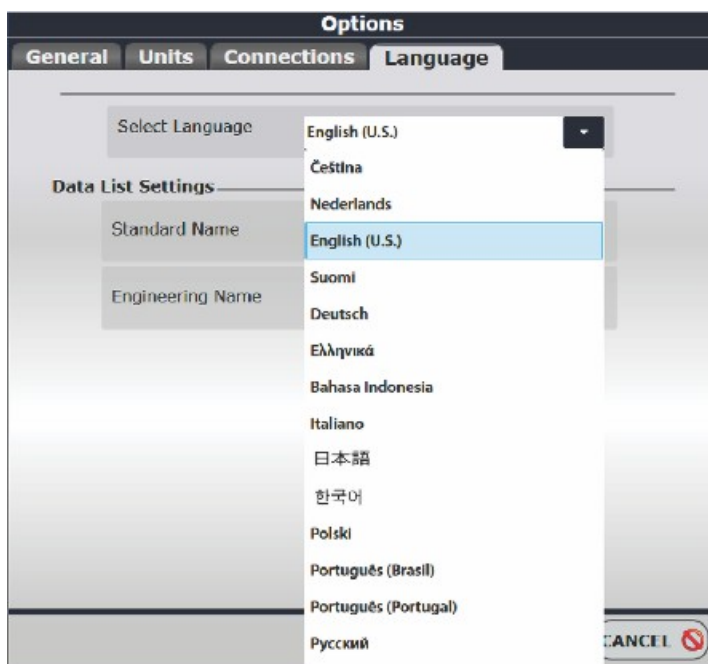 Options
General Units Connections Language
Select Language English (U.S.)
Čeština
Data List Settings
Nederlands
Standard Name
English (U.S.)
Suomi
Engineering Name
Deutsch
Ελληνικά
Bahasa Indonesia
Italiano
日本語
한국어
Polski
Português (Brasil)
Português (Portugal)
Русский
CANCEL